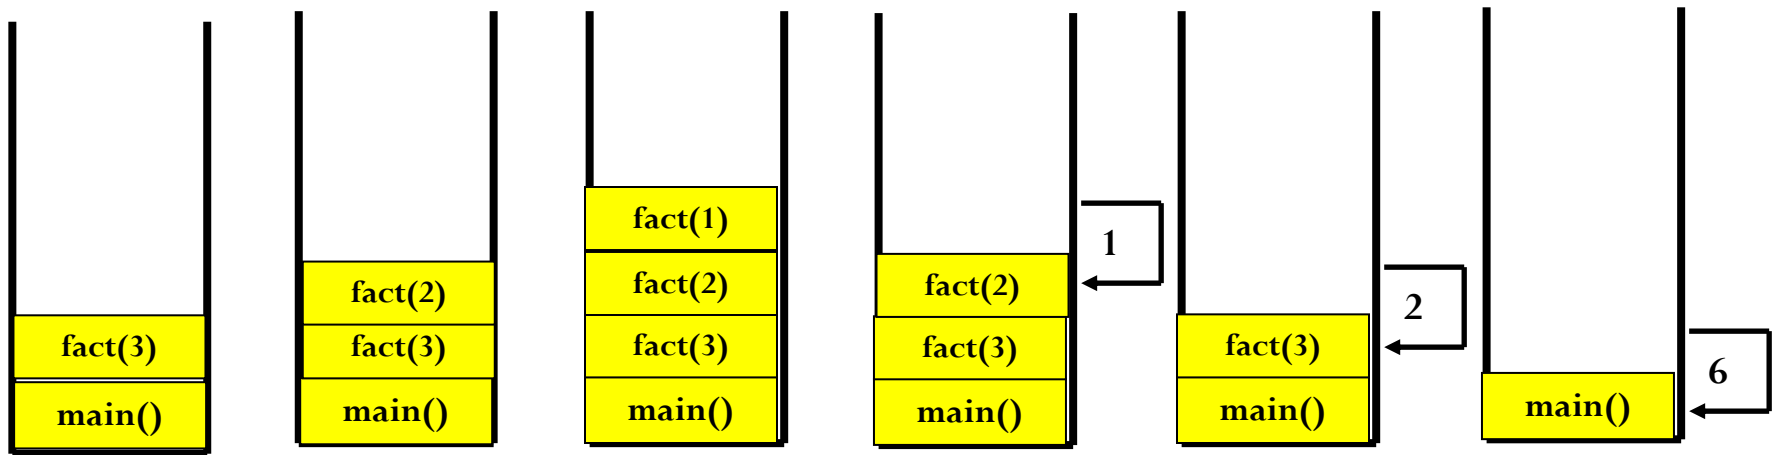 fact(3)
main()
fact(2)
fact(3)
main()
fact(1)
fact(2)
fact(3)
main()
fact(2)
fact(3)
main()
1
fact(3)
main()
2
main()
6